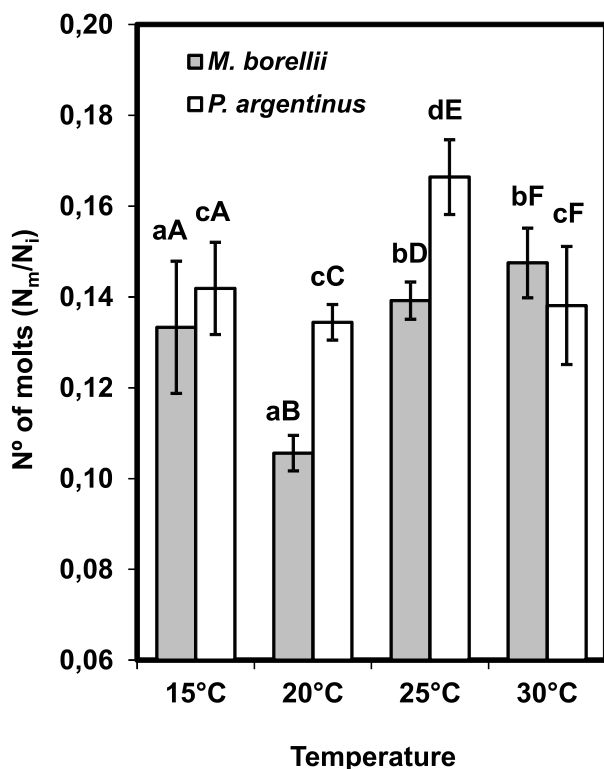 0,20
0,18
0,16
0,14
0,12
0,10
0,08
0,06
Nº of molts (Nm/Ni)
M. borellii
P. argentinus
aA
cA
aB
cC
bD
dE
bF
cF
15°C
20°C
25°C
30°C
Temperature